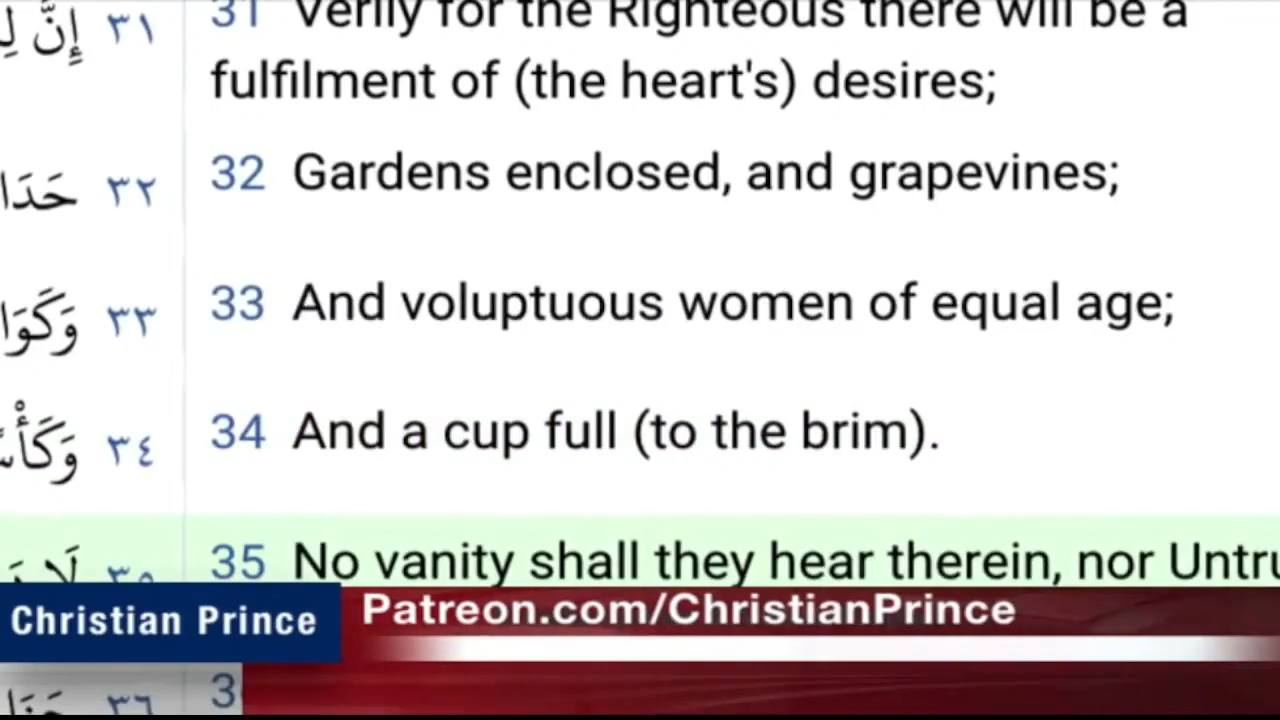 إِنَّ ٣١ 31 Verily for the Righteous there will be a
fulfilment of (the heart's) desires;
٣٢ 32 Gardens enclosed, and grapevines;
٣٣ 33 And voluptuous women of equal age;
٣٤ 34 And a cup full (to the brim).
لَا ٣٥ 35 No vanity shall they hear therein, nor
Christian Prince
Patreon.com/ChristianPrince
٣٦